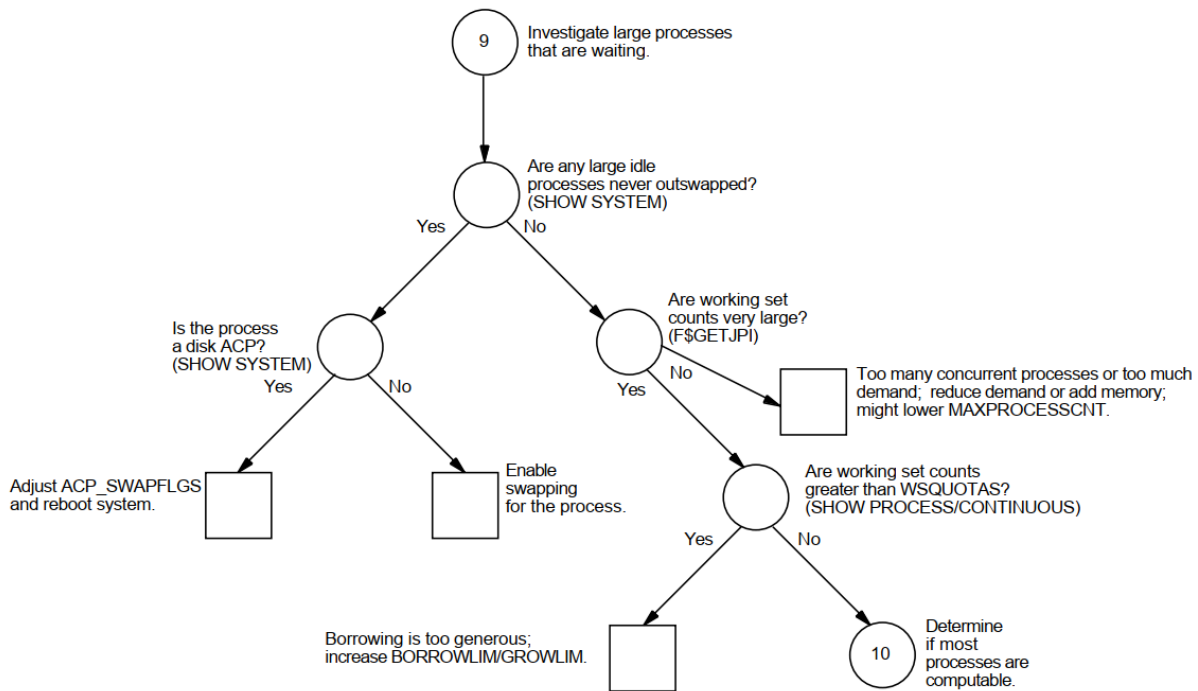 9
Investigate large processes
that are waiting.
Are any large idle
processes never outswapped?
(SHOW SYSTEM)
Yes
No
Is the process
a disk ACP?
(SHOW SYSTEM)
Yes
No
Are working set
counts very large?
(F$GETJPI)
Yes
No
Too many concurrent processes or too much
demand; reduce demand or add memory;
might lower MAXPROCESSCNT.
Adjust ACP_SWAPFLGS
and reboot system.
Enable
swapping
for the process.
Are working set counts
greater than WSQUOTAS?
(SHOW PROCESS/CONTINUOUS)
Yes
No
Borrowing is too generous;
increase BORROWLIM/GROWLIM.
10
Determine
if most
processes are
computable.